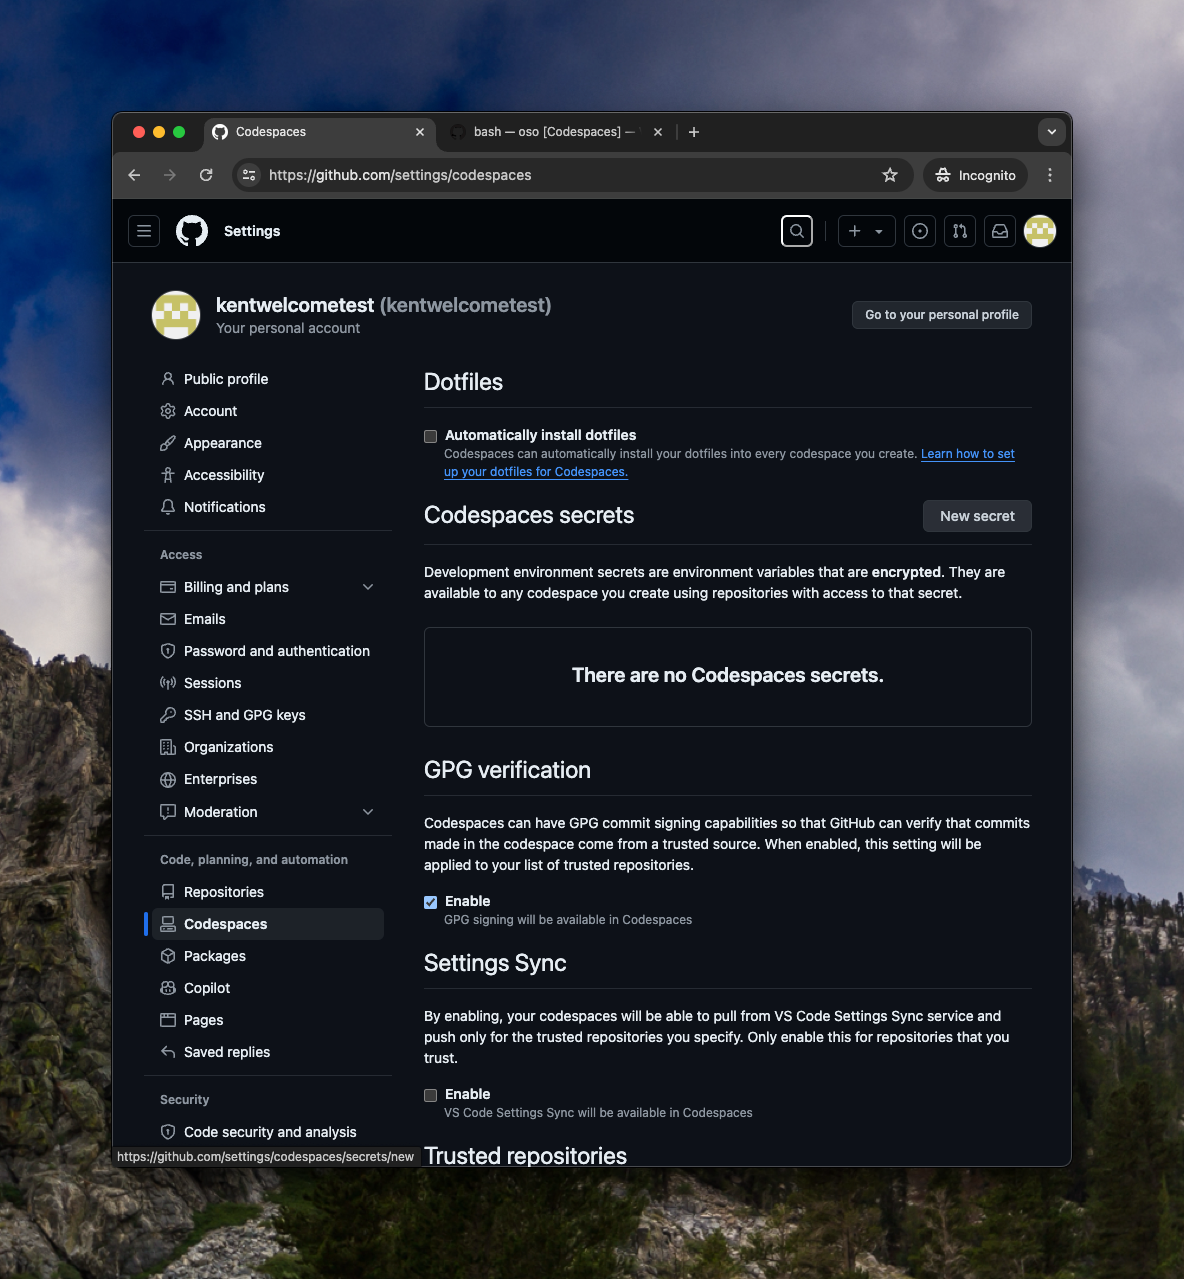 Codespaces
bash — oso [Codespaces] —
https://github.com/settings/codespaces
Incognito
Settings
kentwelcometest (kentwelcometest)
Your personal account
Go to your personal profile
Public profile
Account
Appearance
Accessibility
Notifications
Access
Billing and plans
Emails
Password and authentication
Sessions
SSH and GPG keys
Organizations
Enterprises
Moderation
Code, planning, and automation
Repositories
Codespaces
Packages
Copilot
Pages
Saved replies
Security
Code security and analysis
https://github.com/settings/codespaces/secrets/new
Dotfiles
Automatically install dotfiles
Codespaces can automatically install your dotfiles into every codespace you create. Learn how to set
up your dotfiles for Codespaces.
Codespaces secrets
New secret
Development environment secrets are environment variables that are encrypted. They are
available to any codespace you create using repositories with access to that secret.
There are no Codespaces secrets.
GPG verification
Codespaces can have GPG commit signing capabilities so that GitHub can verify that commits
made in the codespace come from a trusted source. When enabled, this setting will be
applied to your list of trusted repositories.
Enable
GPG signing will be available in Codespaces
Settings Sync
By enabling, your codespaces will be able to pull from VS Code Settings Sync service and
push only for the trusted repositories you specify. Only enable this for repositories that you
trust.
Enable
VS Code Settings Sync will be available in Codespaces
Trusted repositories